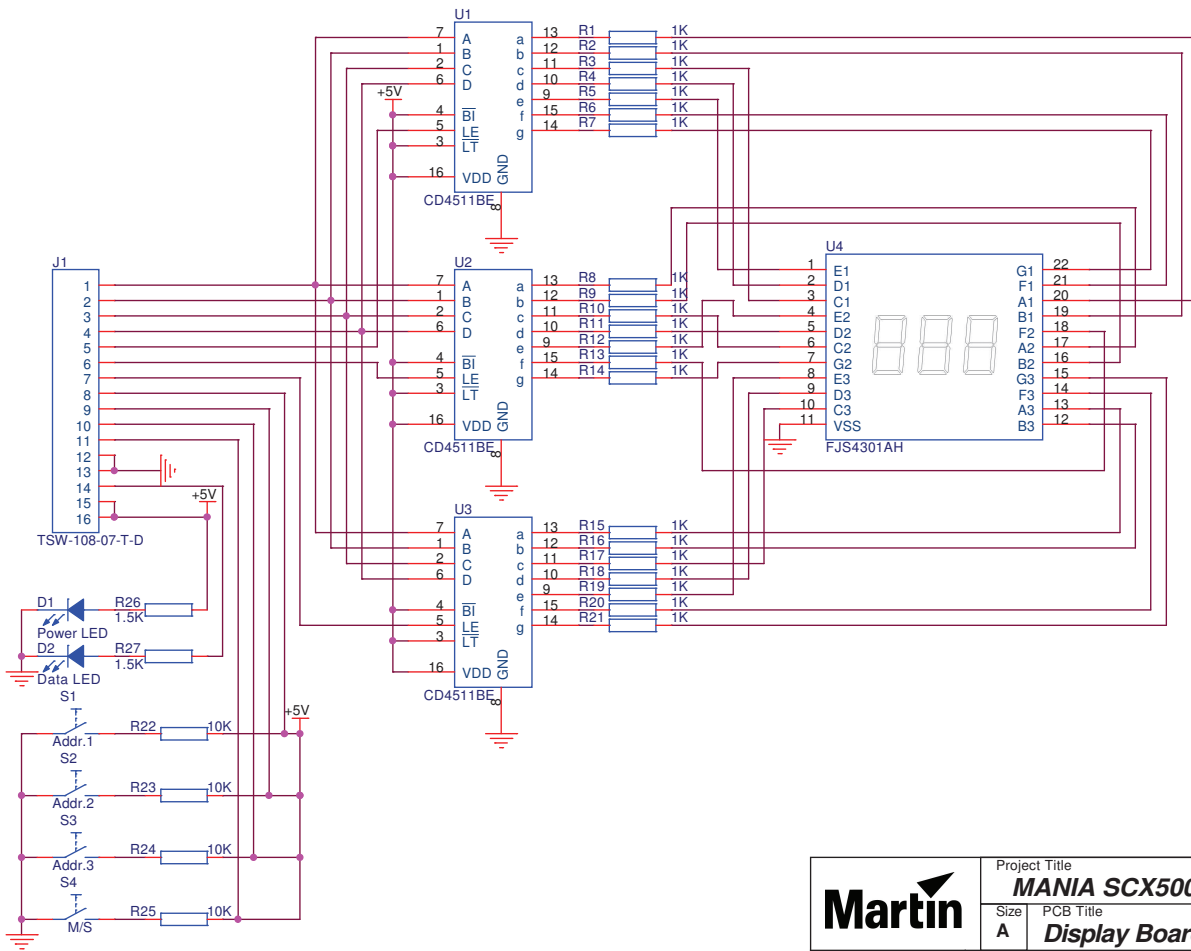 U1
7 A a 13 R1 1K
1 B b 12 R2 1K
2 C c 11 R3 1K
6 D d 10 R4 1K
+5V e 9 R5 1K
4 BI f 15 R6 1K
5 LE g 14 R7 1K
3 LT
16 VDD GND
CD4511BE 8
U2
7 A a 13 R8 1K
1 B b 12 R9 1K
2 C c 11 R10 1K
6 D d 10 R11 1K
e 9 R12 1K
4 BI f 15 R13 1K
5 LE g 14 R14 1K
3 LT
16 VDD GND
CD4511BE 8
U3
7 A a 13 R15 1K
1 B b 12 R16 1K
2 C c 11 R17 1K
6 D d 10 R18 1K
e 9 R19 1K
4 BI f 15 R20 1K
5 LE g 14 R21 1K
3 LT
16 VDD GND
CD4511BE 8
U4
1 E1 G1 22
2 D1 F1 21
3 C1 A1 20
4 E2 B1 19
5 D2 F2 18
6 C2 A2 17
7 G2 B2 16
8 E3 G3 15
9 D3 F3 14
10 C3 A3 13
11 VSS B3 12
FJS4301AH
J1
1
2
3
4
5
6
7
8
9
10
11
12
13
14
15
16
TSW-108-07-T-D
+5V
D1 R26
1.5K
Power LED
D2 R27
1.5K
Data LED
+5V
S1
R22 10K
Addr.1
S2
R23 10K
Addr.2
S3
R24 10K
Addr.3
S4
R25 10K
M/S
Martin
Project Title
MANIA SCX500
Size
A
PCB Title
Display Boar